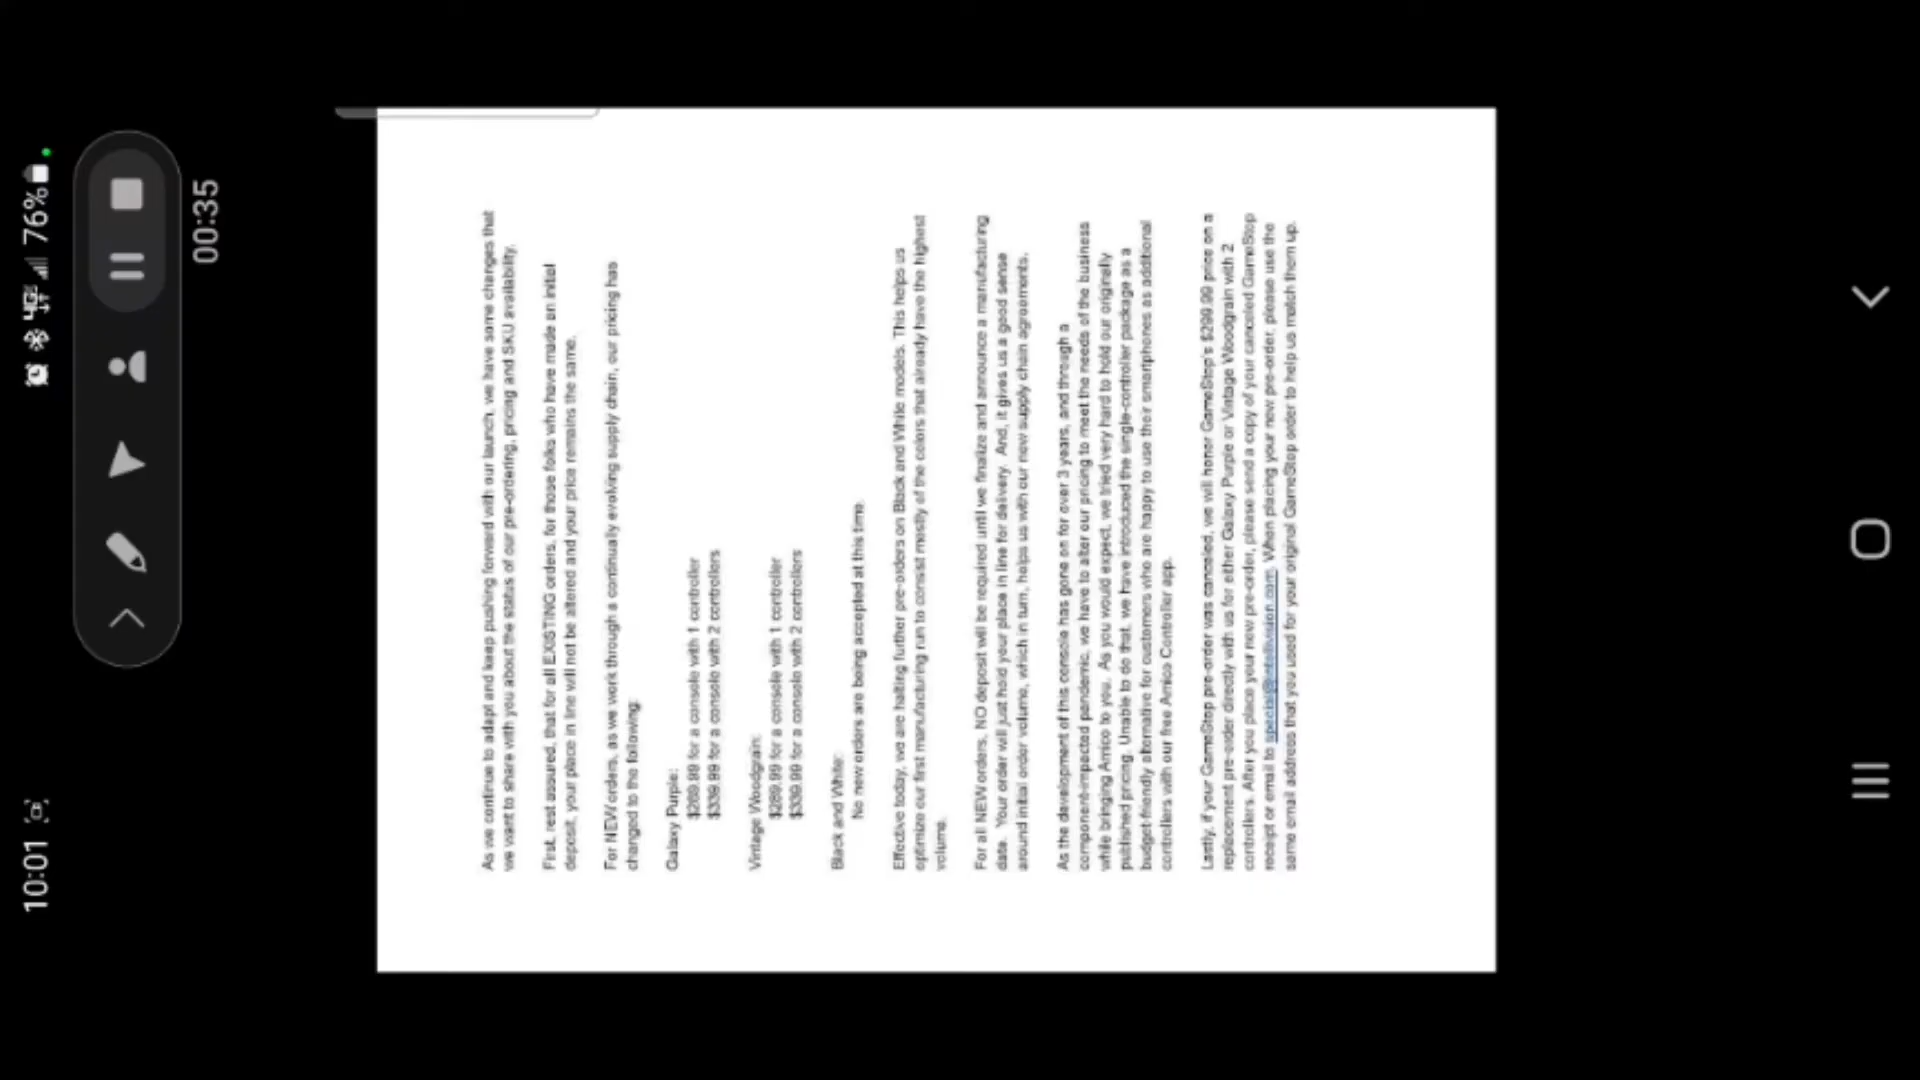 10:01
4G 76%
00:35
As we continue to adapt and keep pushing forward with our launch, we have some changes that
we want to share with you about the status of our pre-ordering, pricing and SKU availability.
First, rest assured, that for all EXISTING orders, for those folks who have made an initial
deposit, your place in line will not be altered and your price remains the same.
For NEW orders, as we work through a continually evolving supply chain, our pricing has
changed to the following:
Galaxy Purple:
$269.99 for a console with 1 controller
$339.99 for a console with 2 controllers
Vintage Woodgrain:
$289.99 for a console with 1 controller
$339.99 for a console with 2 controllers
Black and White:
No new orders are being accepted at this time.
Effective today, we are halting further pre-orders on Black and White models. This helps us
optimize our first manufacturing run to consist mostly of the colors that already have the highest
volume.
For all NEW orders, NO deposit will be required until we finalize and announce a manufacturing
date. Your order will just hold your place in line for delivery. And, it gives us a good sense
around initial order volume, which in turn, helps us with our new supply chain agreements.
As the development of this console has gone on for over 3 years, and through a
component-impacted pandemic, we have to alter our pricing to meet the needs of the business
while bringing Amico to you. As you would expect, we tried very hard to hold our originally
published pricing. Unable to do that, we have introduced the single-controller package as a
budget-friendly alternative for customers who are happy to use their smartphones as additional
controllers with our free Amico Controller app.
Lastly, if your GameStop pre-order was canceled, we will honor GameStop's $299.99 price on a
replacement pre-order directly with us for either Galaxy Purple or Vintage Woodgrain with 2
controllers. After you place your new pre-order, please send a copy of your canceled GameStop
receipt or email to special@intellivision.com. When placing your new pre-order, please use the
same email address that you used for your original GameStop order to help us match them up.